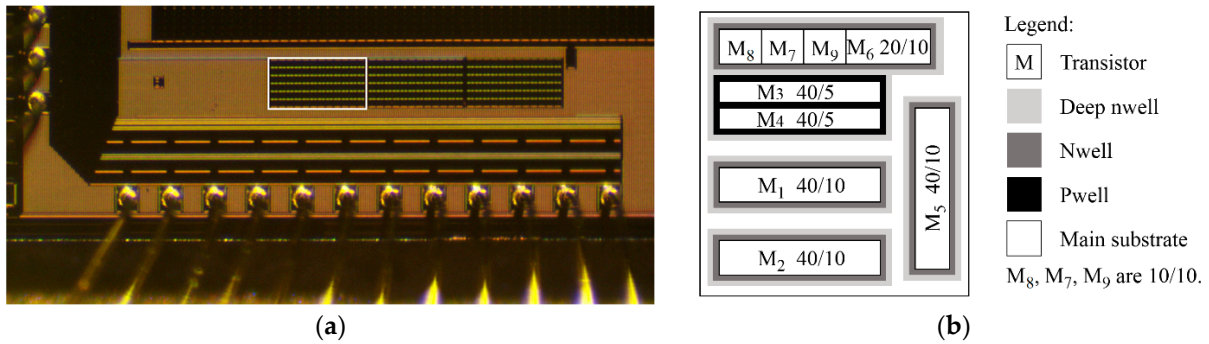 M8 M7 M9 M6 20/10
M3 40/5
M4 40/5
M1 40/10
M2 40/10
M5 40/10
Legend:
M Transistor
Deep nwell
Nwell
Pwell
Main substrate
M8, M7, M9 are 10/10.
(a)
(b)